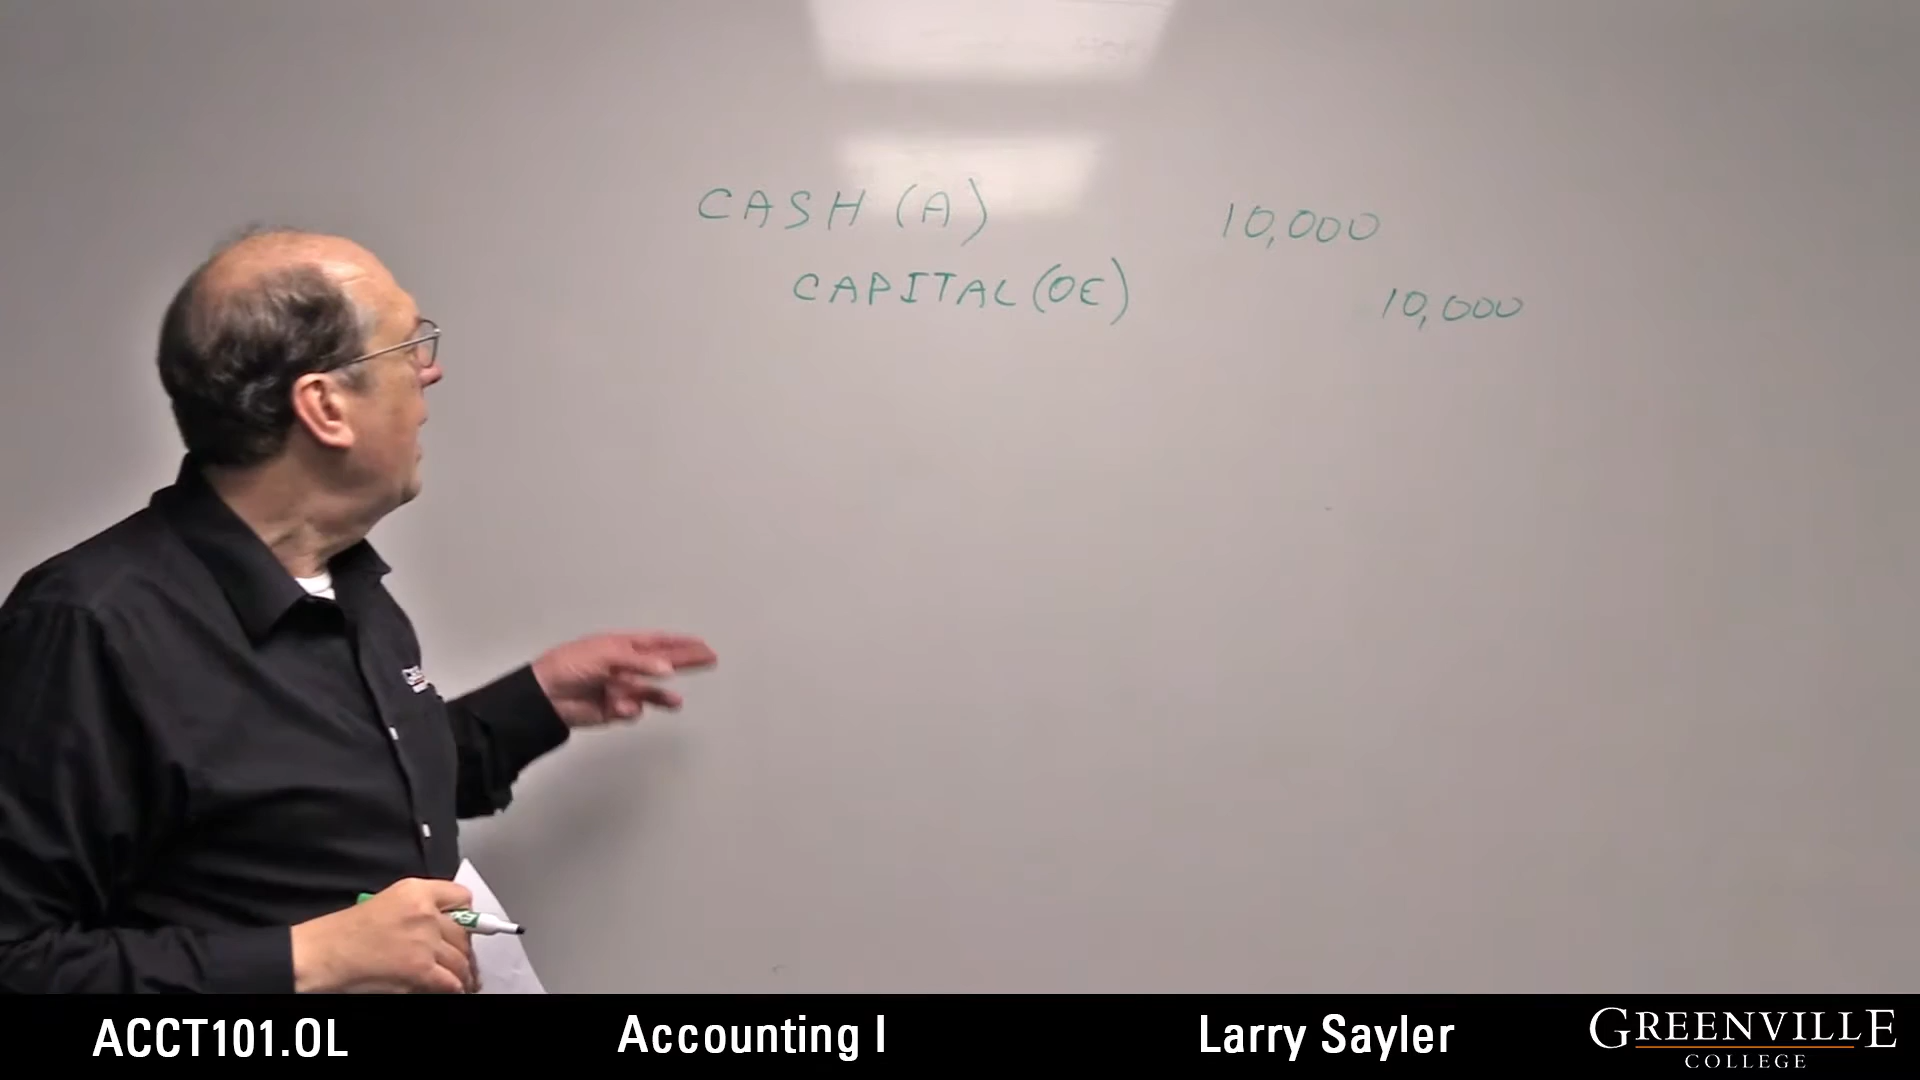 CASH (A) 10,000
CAPITAL (OE) 10,000
ACCT101.OL Accounting I Larry Sayler GREENVILLE
COLLEGE